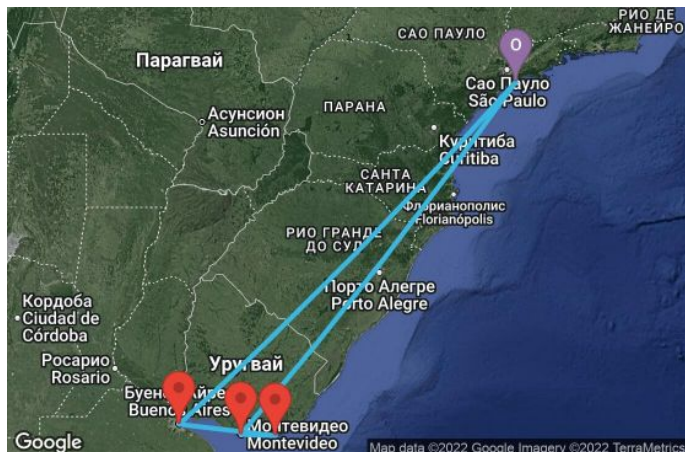 РИО ДЕ
ЖАНЕЙРО
САО ПАУЛО
O
Парагвай
Сао Пауло
São Paulo
ПАРАНА
Асунсион
Asunción
Куритиба
Curitiba
САНТА
КАТАРИНА
Флорианополис
Florianópolis
РИО ГРАНДЕ
ДО СУЛ
Порто Алегре
Porto Alegre
Кордоба
Ciudad de
Córdoba
Росарио
Rosario
Уругвай
Буенос Айрес
Buenos Aires
Монтевидео
Montevideo
Google
Map data ©2022 Google Imagery ©2022 TerraMetrics